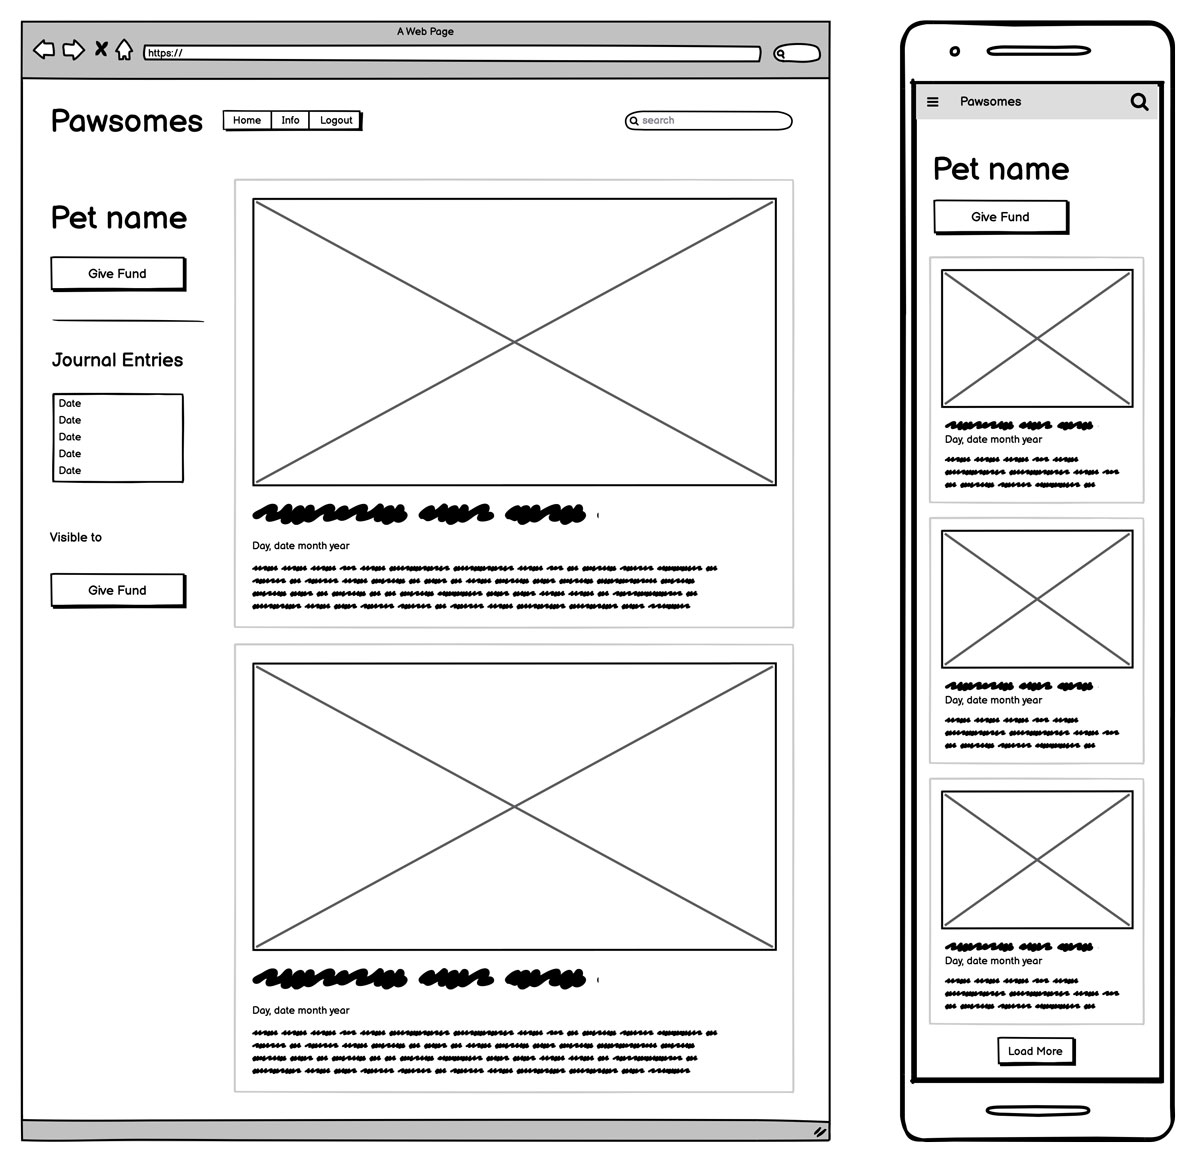 A Web Page
https://
Pawsomes
Home Info Logout
search
Pet name
Give Fund
Journal Entries
Date
Date
Date
Date
Date
Visible to
Give Fund
Day, date month year
Day, date month year
Pawsomes
Pet name
Give Fund
Day, date month year
Day, date month year
Day, date month year
Load More